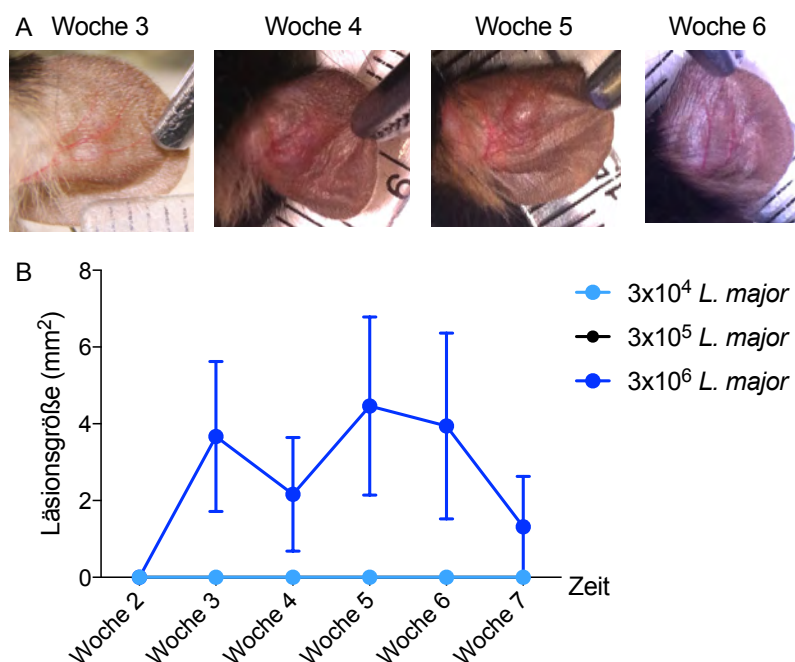 A
Woche 3
Woche 4
Woche 5
Woche 6
6
B
Läsionsgröße (mm²)
8
6
4
2
0
Woche 2
Woche 3
Woche 4
Woche 5
Woche 6
Woche 7
Zeit
3x10⁴ L. major
3x10⁵ L. major
3x10⁶ L. major